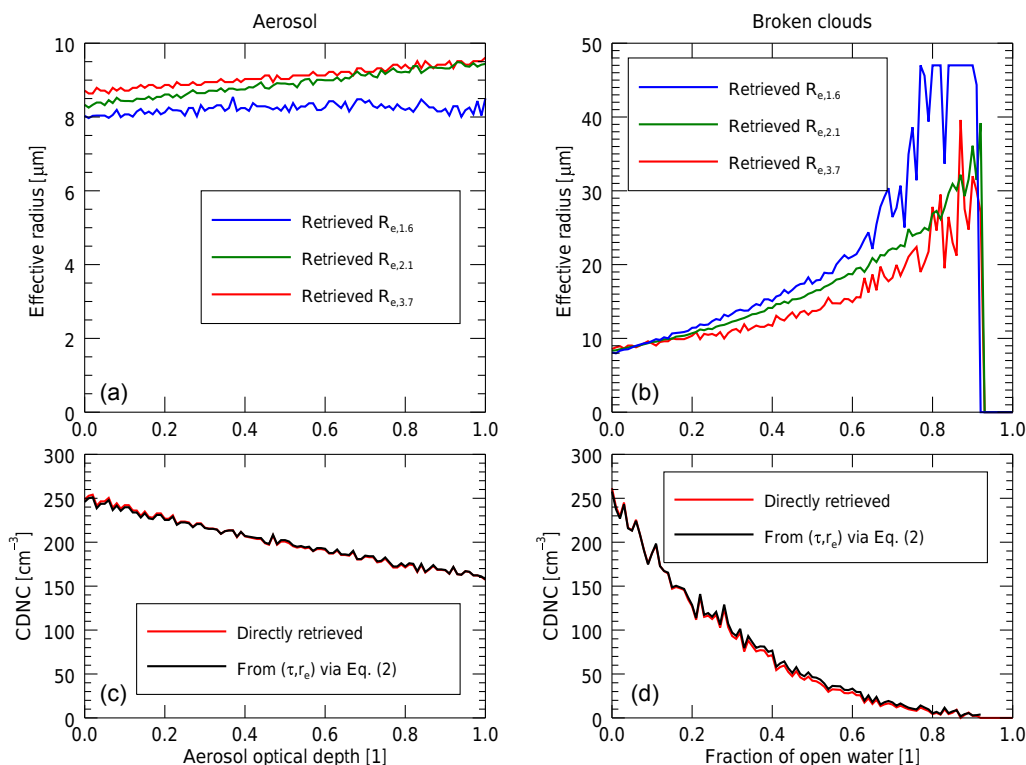 Aerosol
Effective radius [μm]
10
8
6
4
2
0
Retrieved Re,1.6
Retrieved Re,2.1
Retrieved Re,3.7
(a)
0.0 0.2 0.4 0.6 0.8 1.0
Broken clouds
Effective radius [μm]
50
40
30
20
10
0
Retrieved Re,1.6
Retrieved Re,2.1
Retrieved Re,3.7
(b)
0.0 0.2 0.4 0.6 0.8 1.0
CDNC [cm−3]
300
250
200
150
100
50
0
Directly retrieved
From (τ,re) via Eq. (2)
(c)
0.0 0.2 0.4 0.6 0.8 1.0
Aerosol optical depth [1]
CDNC [cm−3]
300
250
200
150
100
50
0
Directly retrieved
From (τ,re) via Eq. (2)
(d)
0.0 0.2 0.4 0.6 0.8 1.0
Fraction of open water [1]